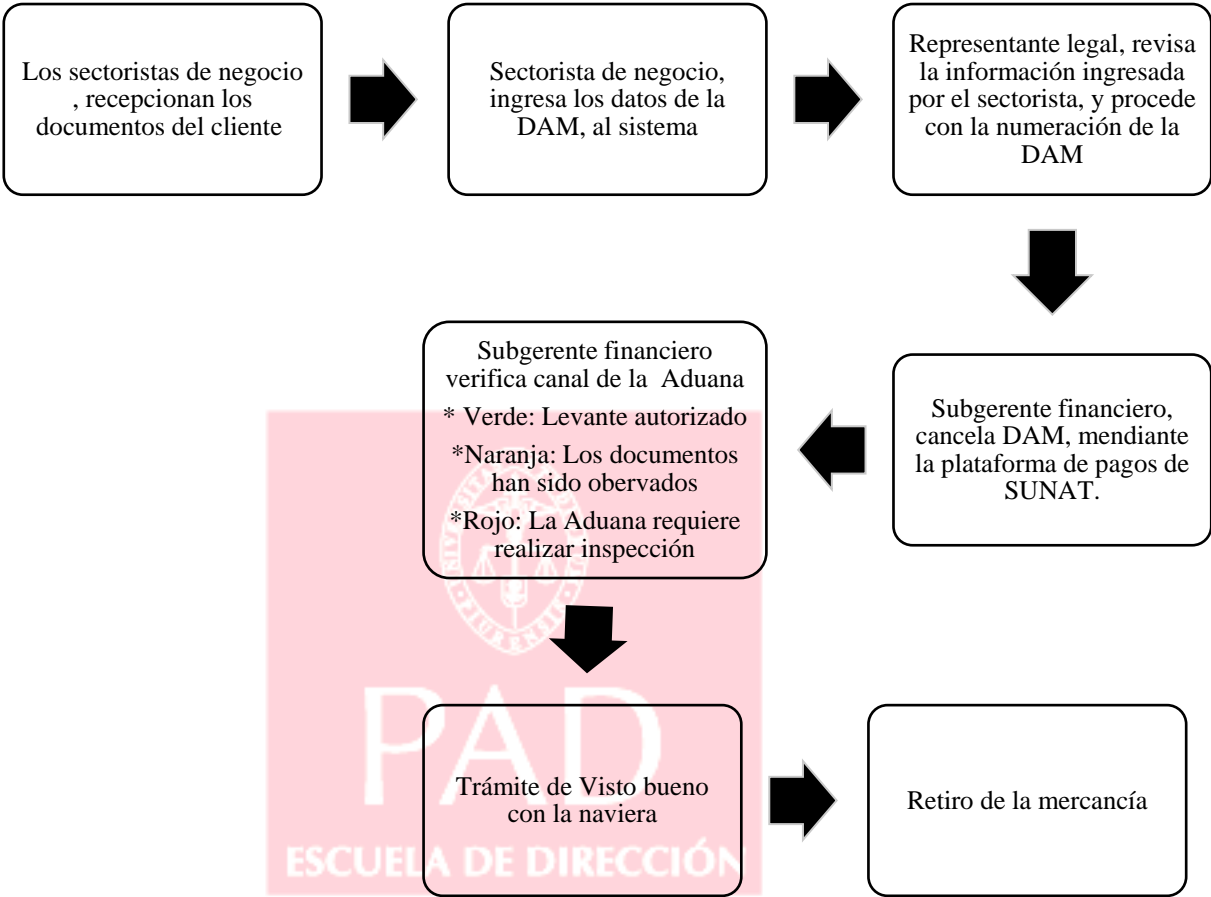 Los sectoristas de negocio
, recepcionan los
documentos del cliente
Sectorista de negocio,
ingresa los datos de la
DAM, al sistema
Representante legal, revisa
la información ingresada
por el sectorista, y procede
con la numeración de la
DAM
Subgerente financiero,
cancela DAM, mendiante
la plataforma de pagos de
SUNAT.
Subgerente financiero
verifica canal de la Aduana
* Verde: Levante autorizado
*Naranja: Los documentos
han sido obervados
*Rojo: La Aduana requiere
realizar inspección
Trámite de Visto bueno
con la naviera
Retiro de la mercancía
PAD
ESCUELA DE DIRECCIÓN